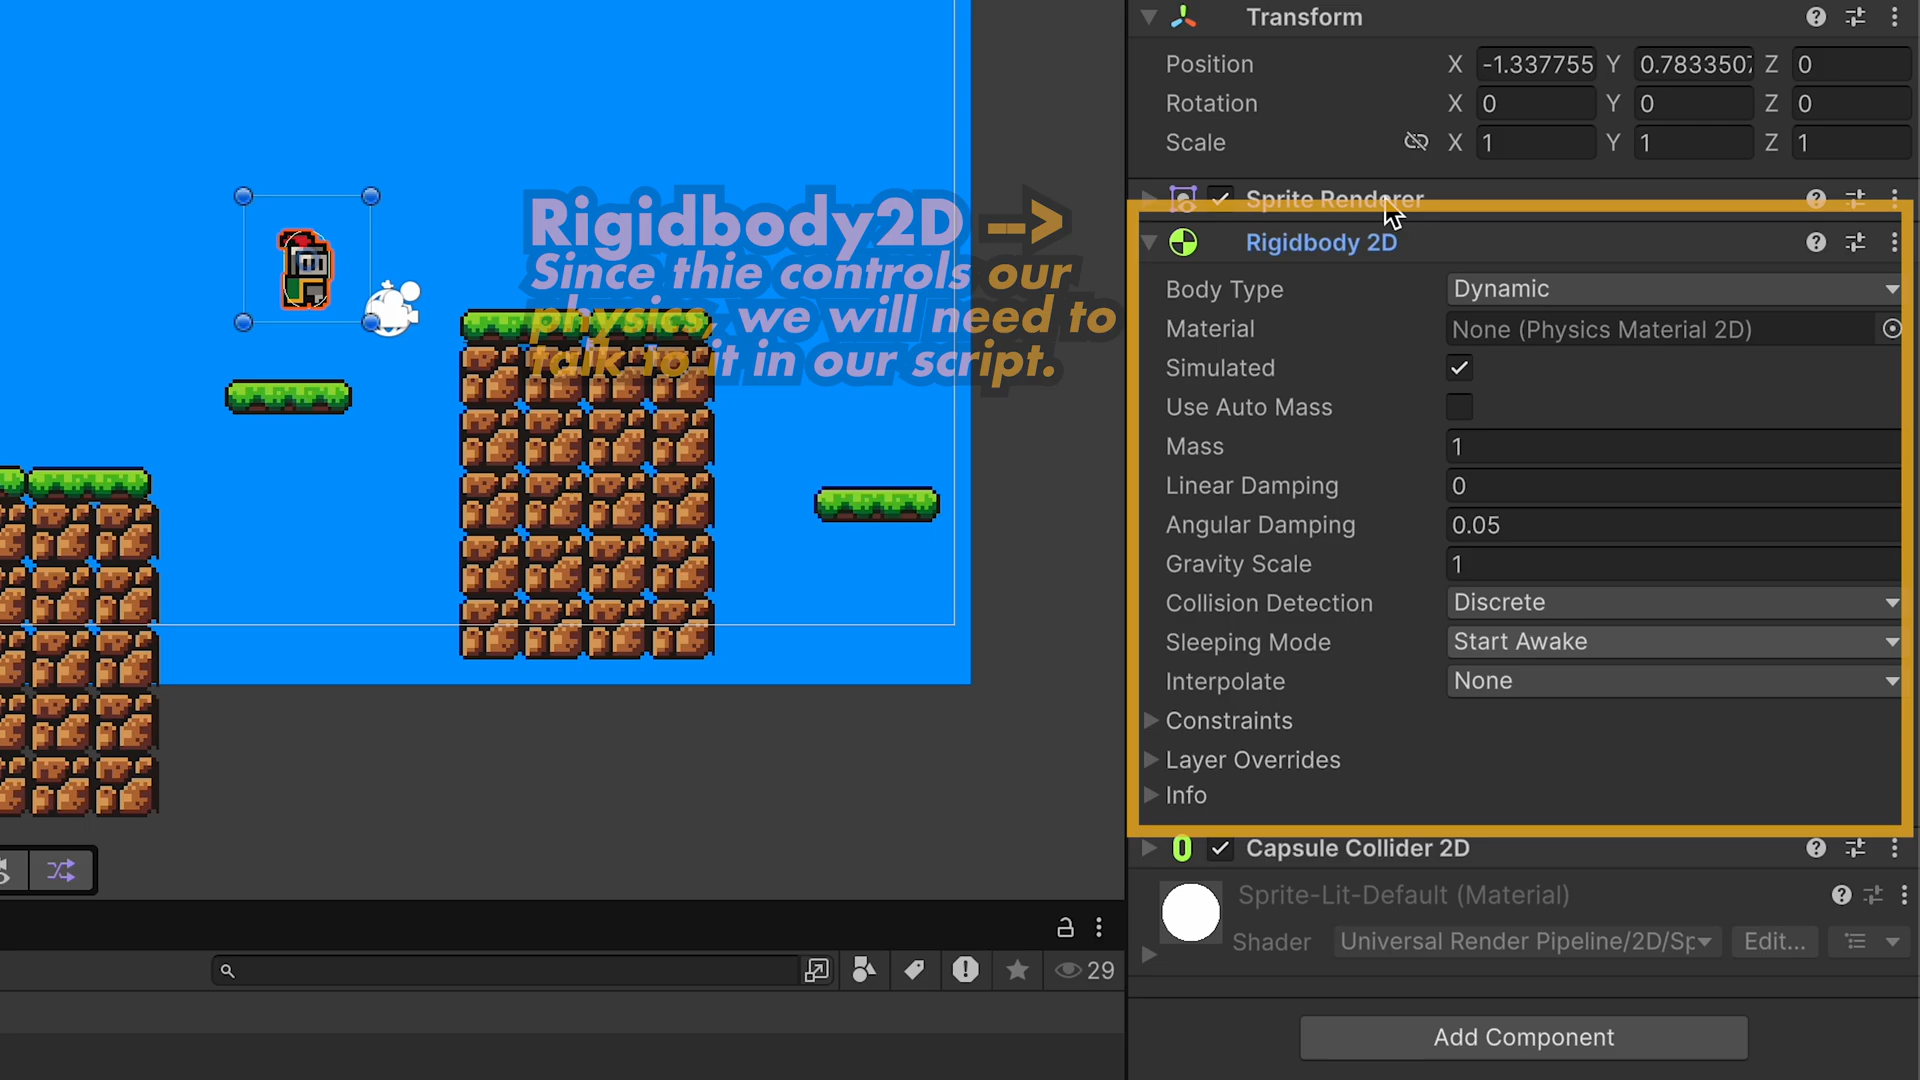 Transform
Position X -1.337755 Y 0.7833507 Z 0
Rotation X 0 Y 0 Z 0
Scale X 1 Y 1 Z 1
Sprite Renderer
Rigidbody2D ->
Since thie controls our
physics, we will need to
talk to it in our script.
Rigidbody 2D
Body Type Dynamic
Material None (Physics Material 2D)
Simulated
Use Auto Mass
Mass 1
Linear Damping 0
Angular Damping 0.05
Gravity Scale 1
Collision Detection Discrete
Sleeping Mode Start Awake
Interpolate None
Constraints
Layer Overrides
Info
Capsule Collider 2D
Sprite-Lit-Default (Material)
Shader Universal Render Pipeline/2D/Sp Edit...
29
Add Component